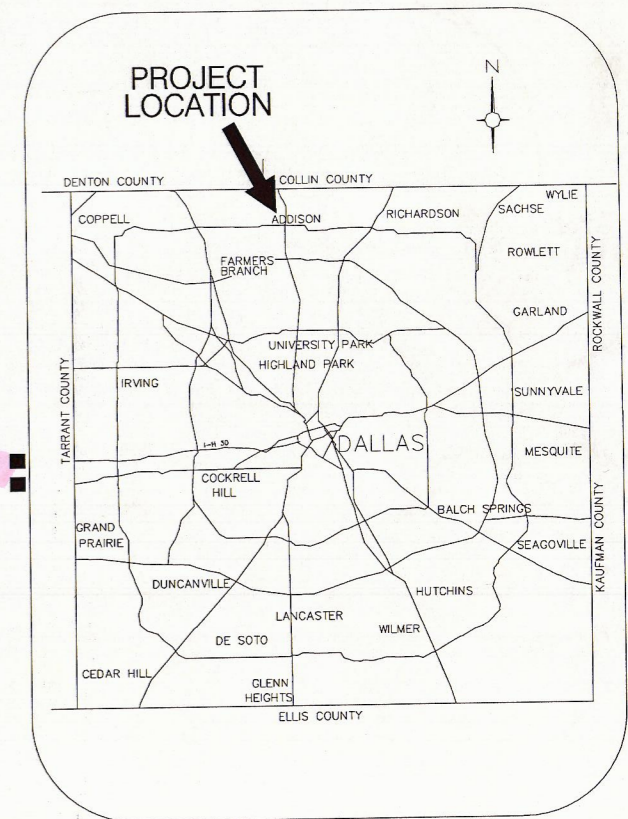 PROJECT
LOCATION
N
DENTON COUNTY
COLLIN COUNTY
WYLIE
COPPELL
ADDISON
RICHARDSON
SACHSE
FARMERS
BRANCH
ROWLETT
ROCKWALL COUNTY
GARLAND
UNIVERSITY PARK
HIGHLAND PARK
TARRANT COUNTY
IRVING
SUNNYVALE
I-H 30
DALLAS
MESQUITE
COCKRELL
HILL
BALCH SPRINGS
GRAND
PRAIRIE
SEAGOVILLE
KAUFMAN COUNTY
DUNCANVILLE
HUTCHINS
LANCASTER
WILMER
DE SOTO
CEDAR HILL
GLENN
HEIGHTS
ELLIS COUNTY